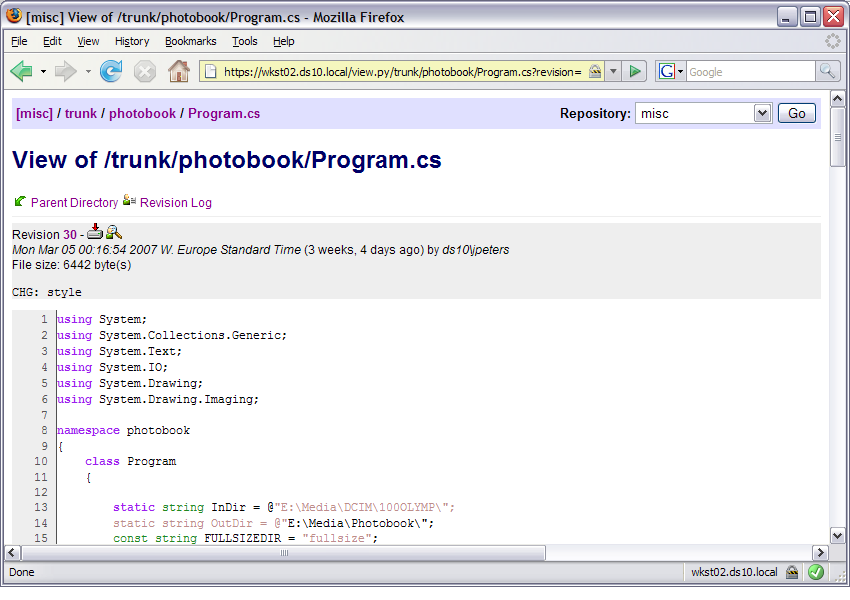 [misc] View of /trunk/photobook/Program.cs - Mozilla Firefox
File Edit View History Bookmarks Tools Help
https://wkst02.ds10.local/view.py/trunk/photobook/Program.cs?revision= G Google
[misc] / trunk / photobook / Program.cs Repository: misc Go
View of /trunk/photobook/Program.cs
Parent Directory Revision Log
Revision 30 -
Mon Mar 05 00:16:54 2007 W. Europe Standard Time (3 weeks, 4 days ago) by ds10\jpeters
File size: 6442 byte(s)
CHG: style
1 using System;
2 using System.Collections.Generic;
3 using System.Text;
4 using System.IO;
5 using System.Drawing;
6 using System.Drawing.Imaging;
7
8 namespace photobook
9 {
10     class Program
11     {
12
13         static string InDir = @"E:\Media\DCIM\100OLYMP\";
14         static string OutDir = @"E:\Media\Photobook\";
15         const string FULLSIZEDIR = "fullsize";
Done wkst02.ds10.local